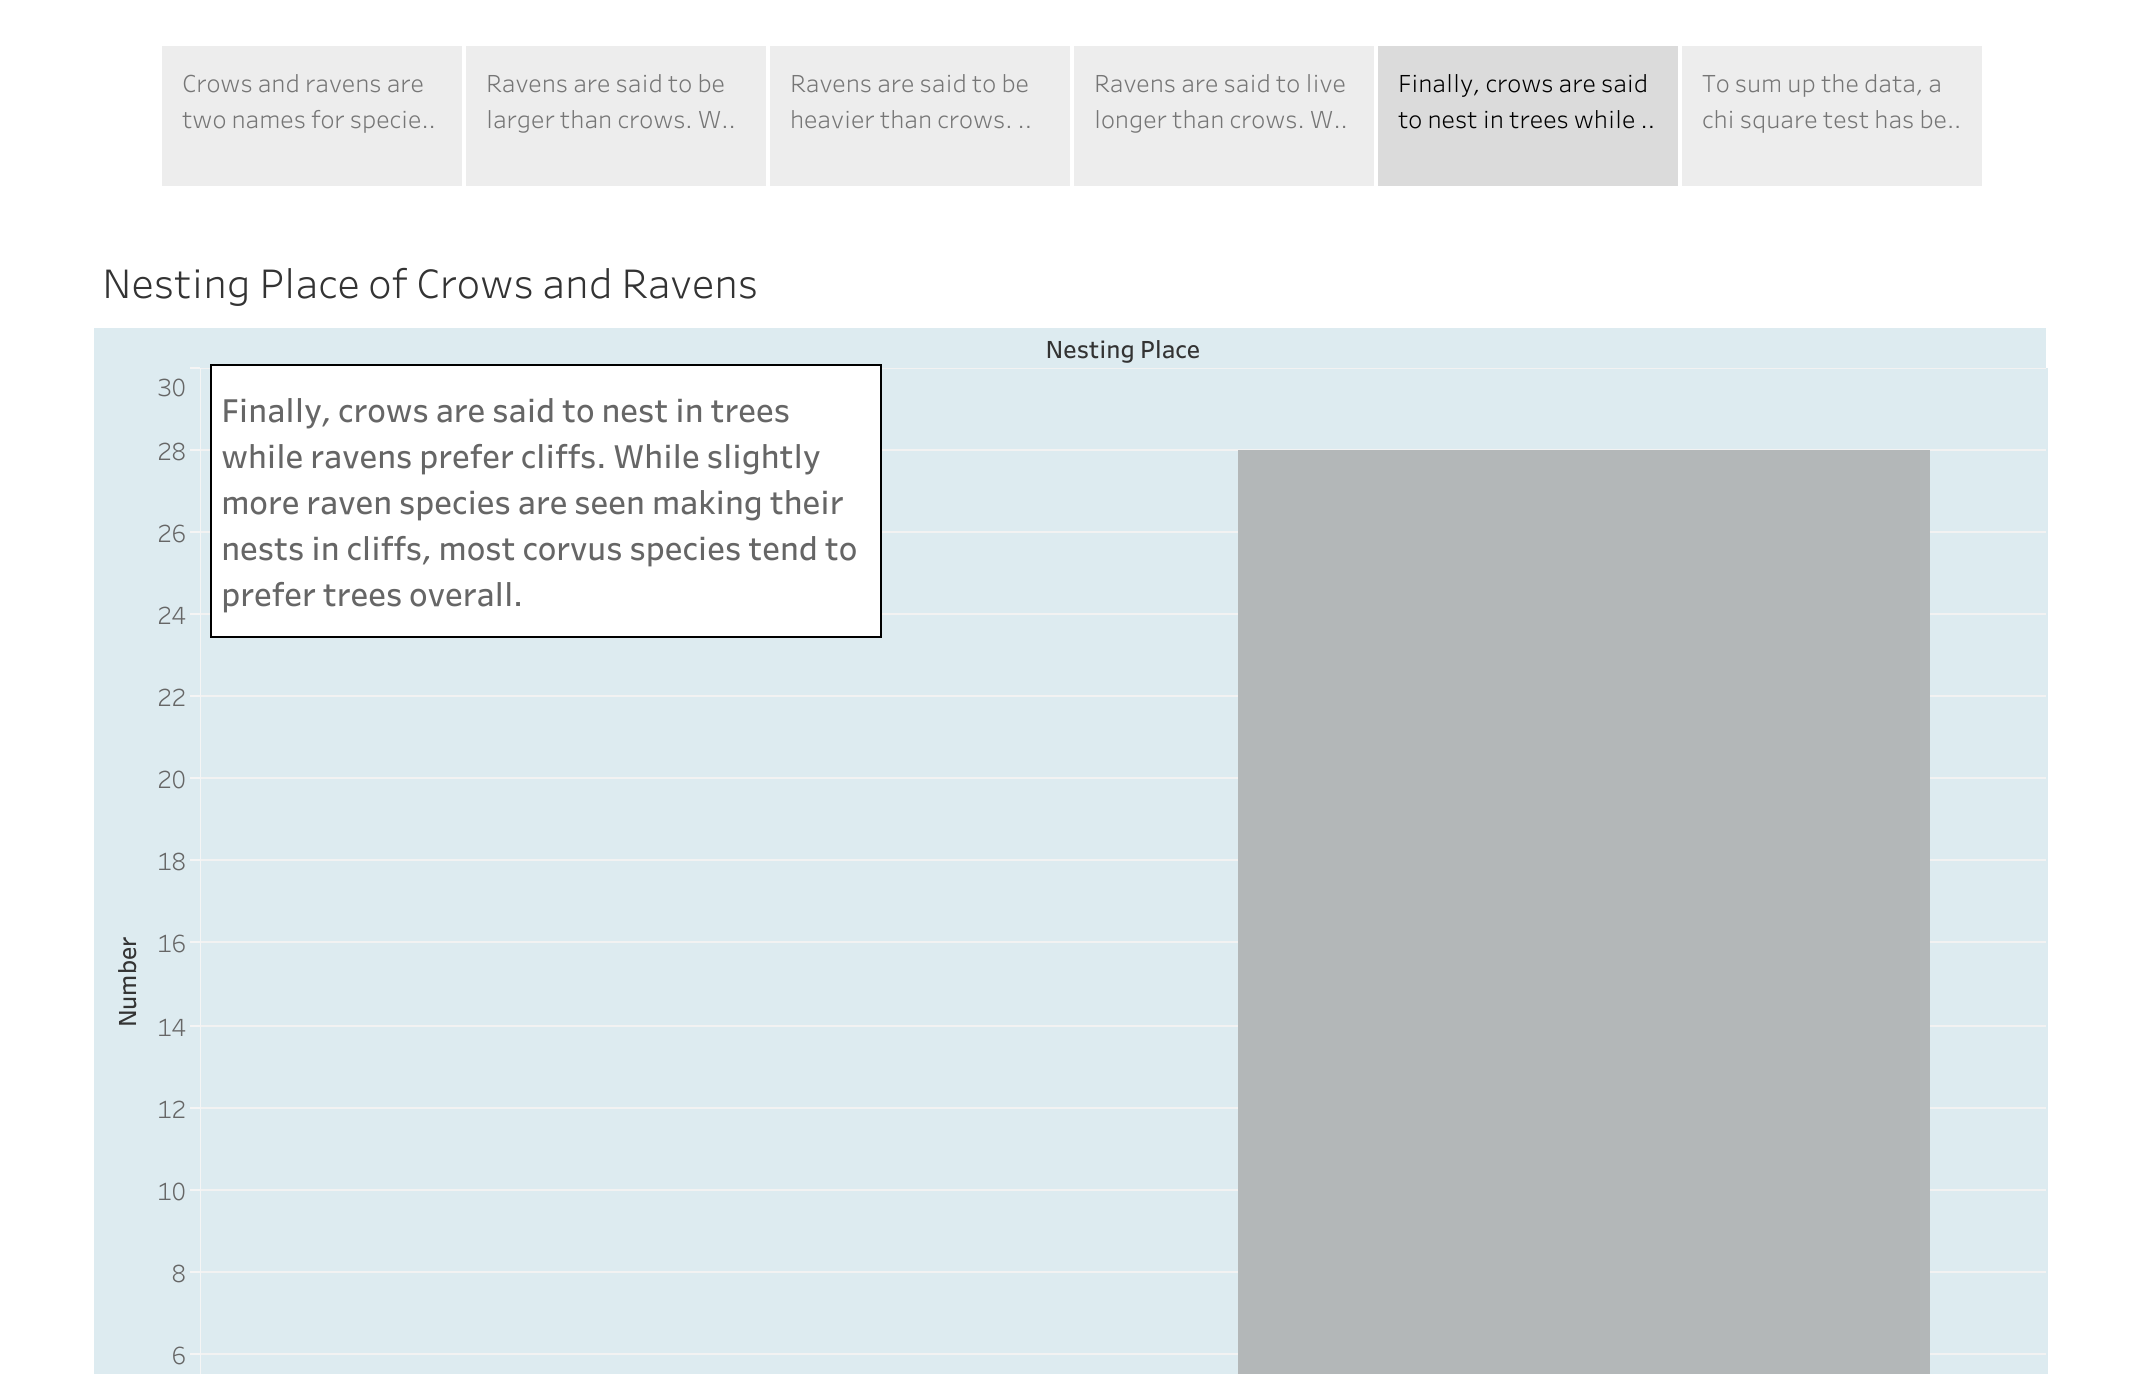 Crows and ravens are
two names for specie..
Ravens are said to be
larger than crows. W..
Ravens are said to be
heavier than crows. ..
Ravens are said to live
longer than crows. W..
Finally, crows are said
to nest in trees while ..
To sum up the data, a
chi square test has be..
Nesting Place of Crows and Ravens
Nesting Place
Finally, crows are said to nest in trees
while ravens prefer cliffs. While slightly
more raven species are seen making their
nests in cliffs, most corvus species tend to
prefer trees overall.
30
28
26
24
22
20
18
16
Number
14
12
10
8
6